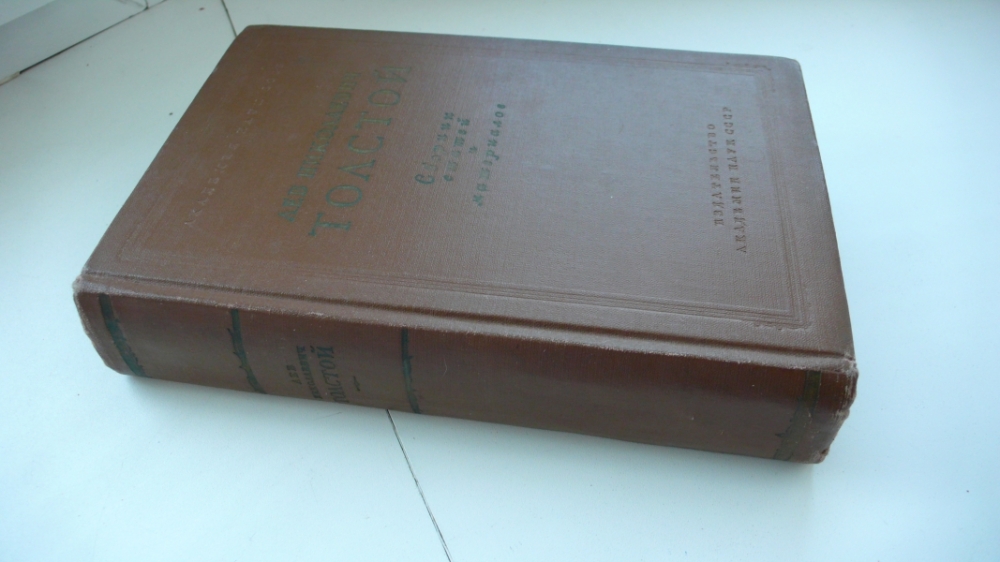 АКАДЕМИЯ НАУК СССР
ЛЕВ НИКОЛАЕВИЧ
ТОЛСТОЙ
Сборник
статей
и
материалов
ИЗДАТЕЛЬСТВО
АКАДЕМИИ НАУК СССР
ЛЕВ
НИКОЛАЕВИЧ
ТОЛСТОЙ